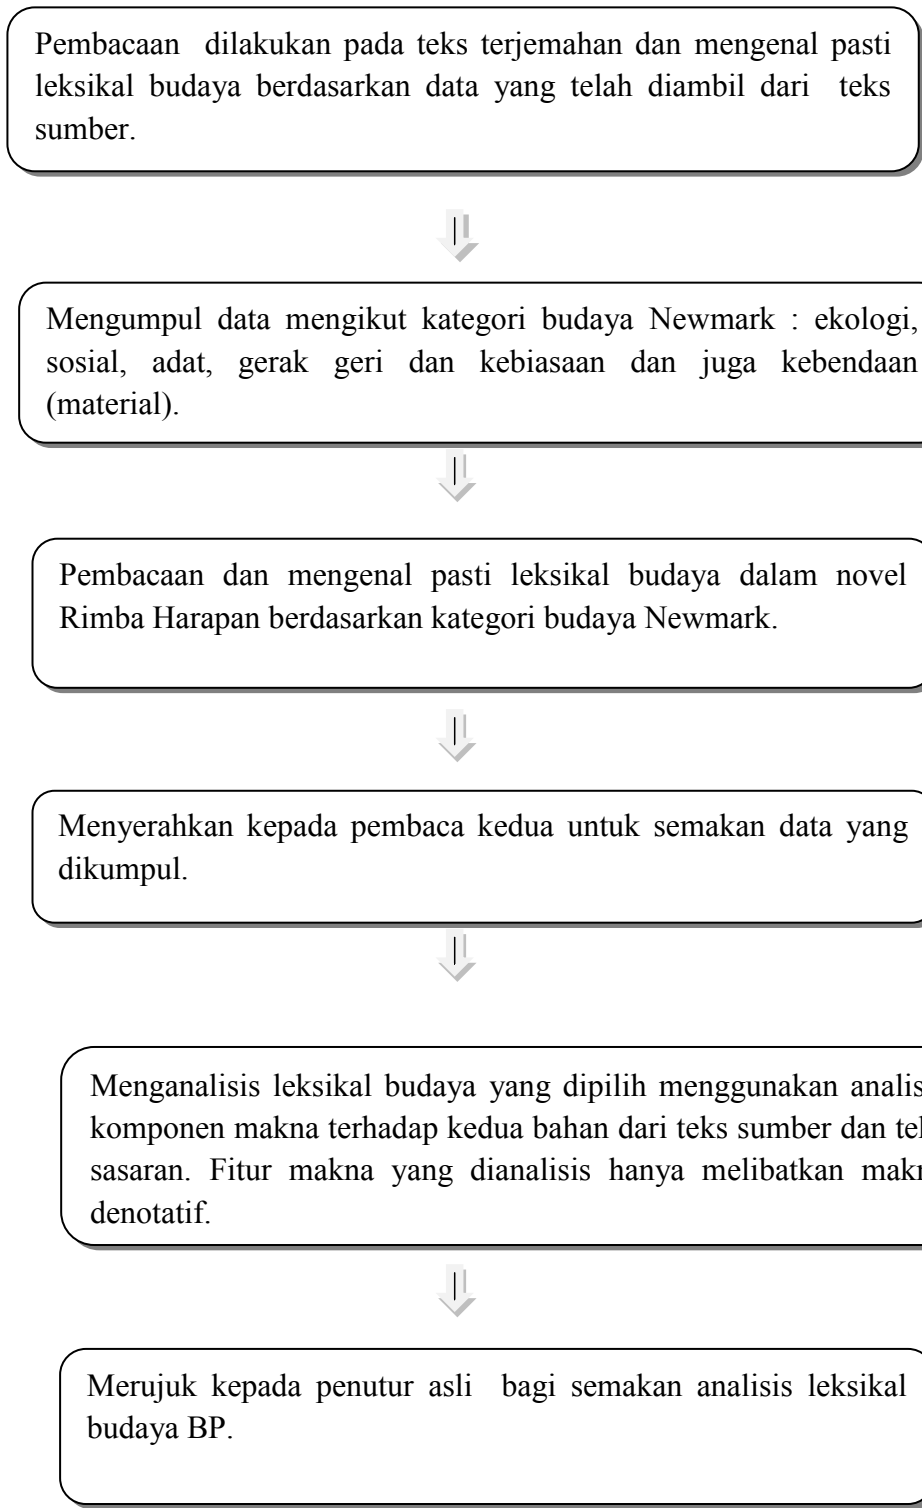 Pembacaan dilakukan pada teks terjemahan dan mengenal pasti
leksikal budaya berdasarkan data yang telah diambil dari teks
sumber.
Mengumpul data mengikut kategori budaya Newmark : ekologi,
sosial, adat, gerak geri dan kebiasaan dan juga kebendaan
(material).
Pembacaan dan mengenal pasti leksikal budaya dalam novel
Rimba Harapan berdasarkan kategori budaya Newmark.
Menyerahkan kepada pembaca kedua untuk semakan data yang
dikumpul.
Menganalisis leksikal budaya yang dipilih menggunakan analis
komponen makna terhadap kedua bahan dari teks sumber dan te
sasaran. Fitur makna yang dianalisis hanya melibatkan mak
denotatif.
Merujuk kepada penutur asli bagi semakan analisis leksikal
budaya BP.